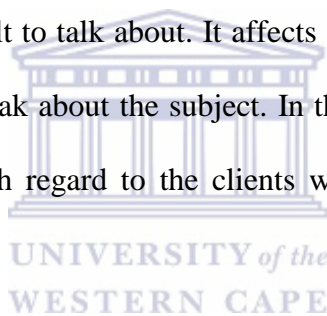 lt to talk about. It affects
eak about the subject. In th
h regard to the clients w
UNIVERSITY of the
WESTERN CAPE